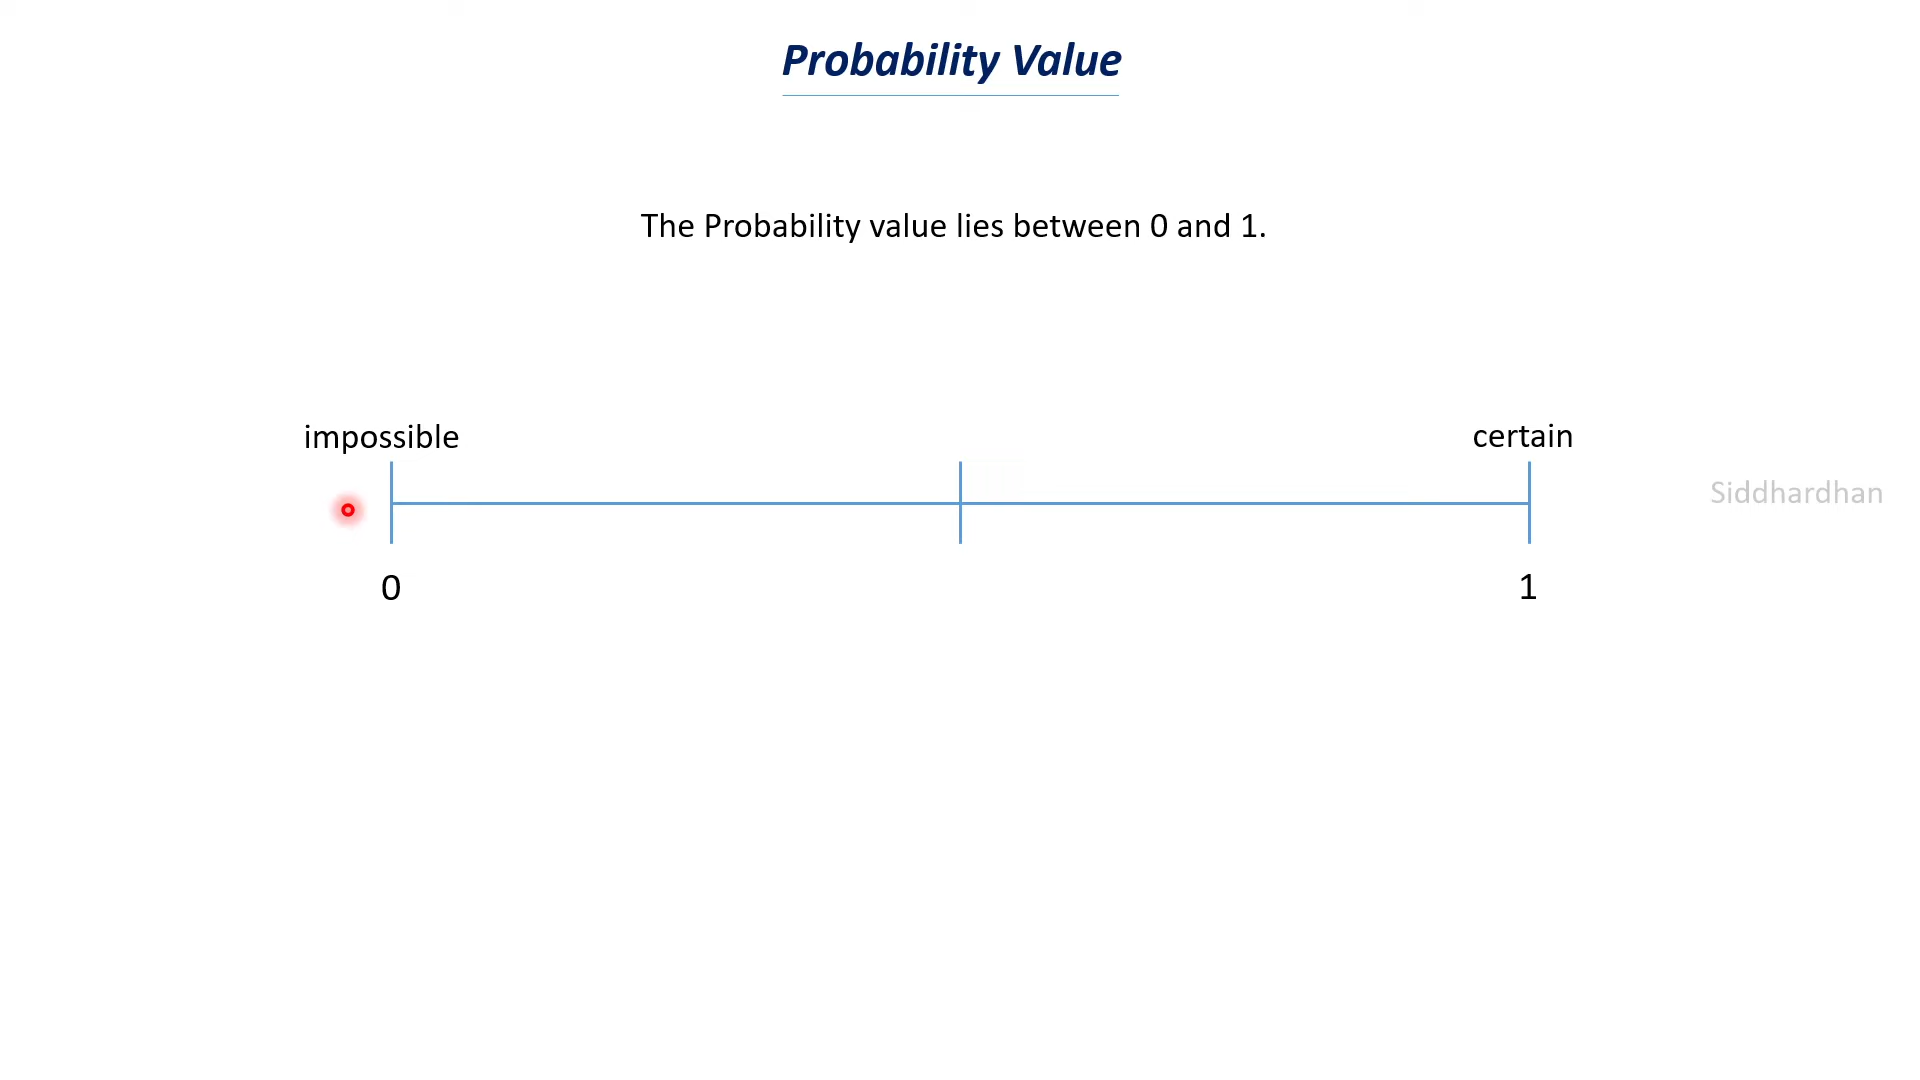 Probability Value
The Probability value lies between 0 and 1.
impossible
certain
Siddhardhan
0
1